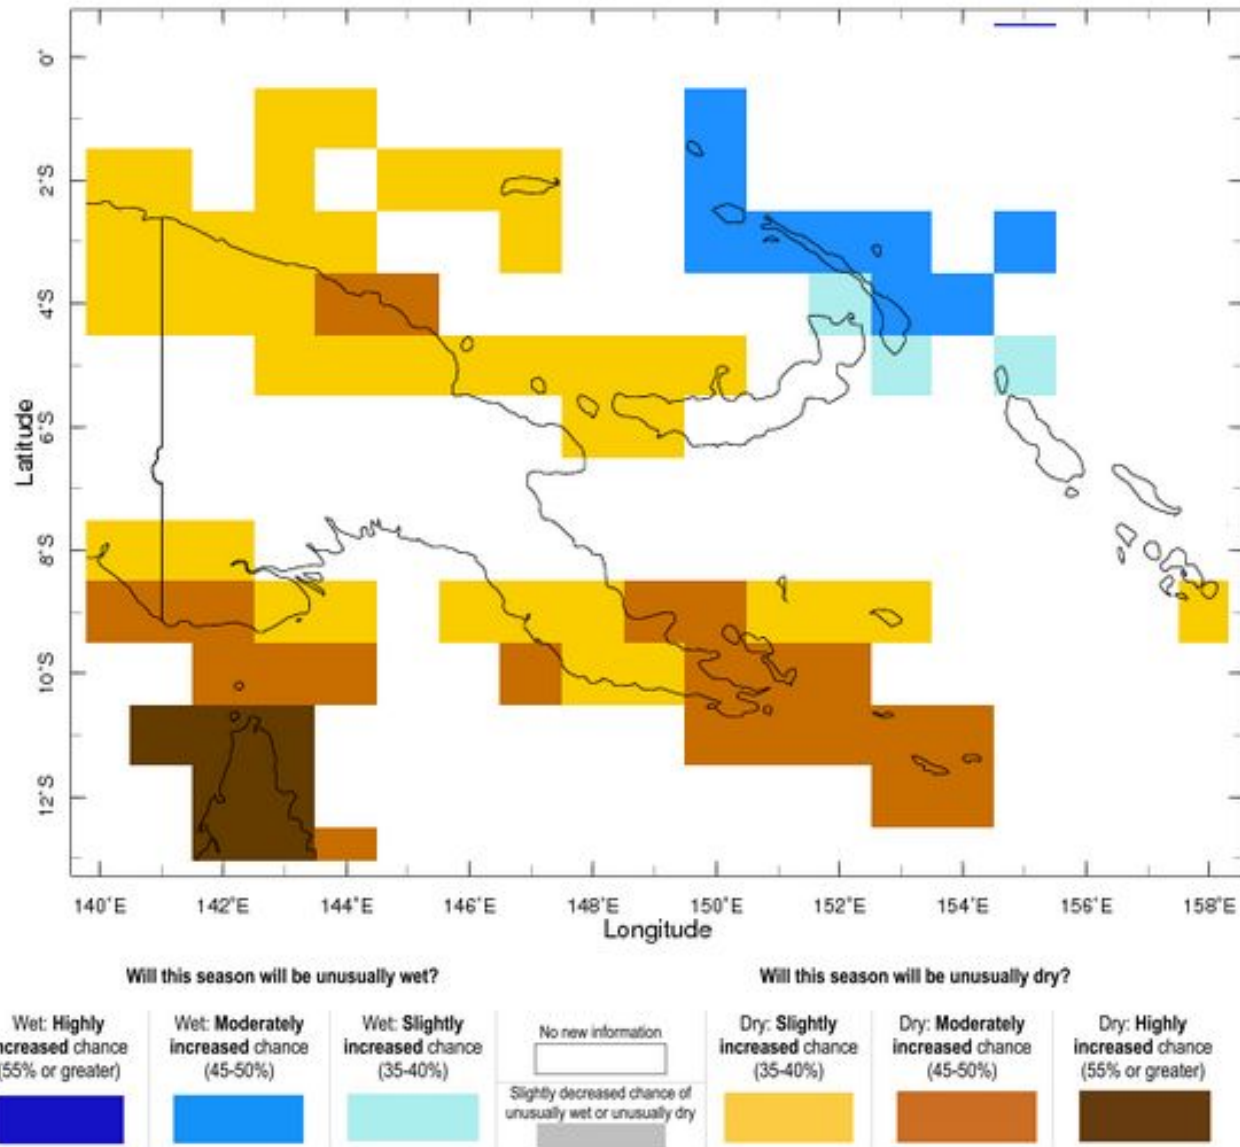 0°
2°S
4°S
6°S
8°S
10°S
12°S
Latitude
140°E 142°E 144°E 146°E 148°E 150°E 152°E 154°E 156°E 158°E
Longitude
Will this season will be unusually wet?
Wet: Highly
increased chance
(55% or greater)
Wet: Moderately
increased chance
(45-50%)
Wet: Slightly
increased chance
(35-40%)
No new information
Slightly decreased chance of
unusually wet or unusually dry
Will this season will be unusually dry?
Dry: Slightly
increased chance
(35-40%)
Dry: Moderately
increased chance
(45-50%)
Dry: Highly
increased chance
(55% or greater)